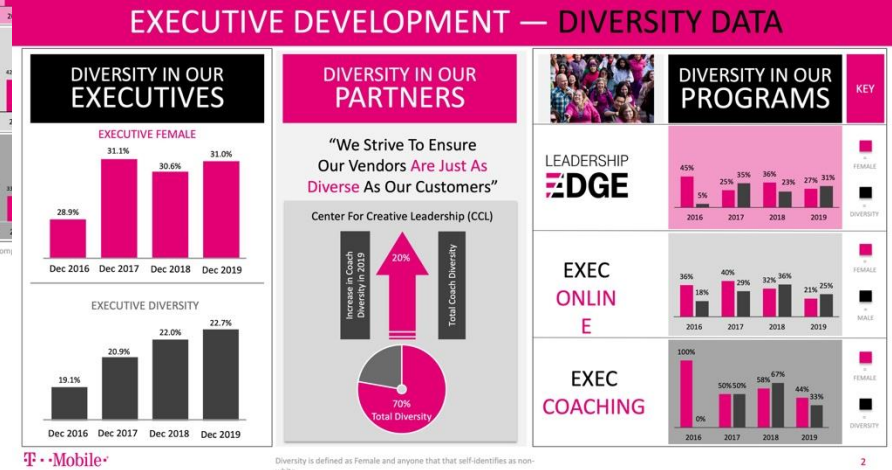 EXECUTIVE DEVELOPMENT — DIVERSITY DATA
DIVERSITY IN OUR
EXECUTIVES
EXECUTIVE FEMALE
28.9%
31.1%
30.6%
31.0%
Dec 2016 Dec 2017 Dec 2018 Dec 2019
EXECUTIVE DIVERSITY
19.1%
20.9%
22.0%
22.7%
Dec 2016 Dec 2017 Dec 2018 Dec 2019
DIVERSITY IN OUR
PARTNERS
“We Strive To Ensure
Our Vendors Are Just As
Diverse As Our Customers”
Center For Creative Leadership (CCL)
Increase in Coach
Diversity in 2019
20%
Total Coach Diversity
70%
Total Diversity
DIVERSITY IN OUR
PROGRAMS
KEY
LEADERSHIP
EDGE
45% 5% 25% 35% 36% 23% 27% 31%
2016 2017 2018 2019
FEMALE
DIVERSITY
EXEC
ONLIN
E
36% 18% 40% 29% 32% 36% 21% 25%
2016 2017 2018 2019
FEMALE
MALE
EXEC
COACHING
100% 0% 50% 50% 58% 67% 44% 33%
2016 2017 2018 2019
FEMALE
DIVERSITY
T··Mobile·
Diversity is defined as Female and anyone that that self-identifies as non-
2